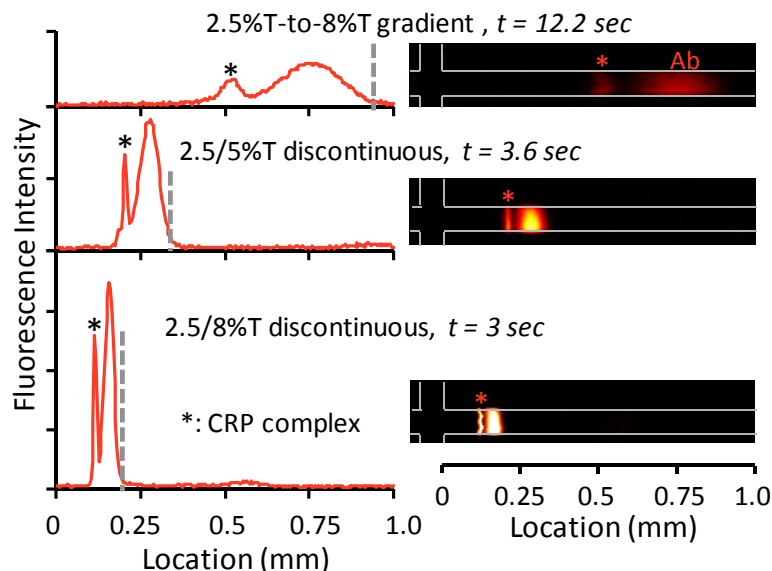 2.5%T-to-8%T gradient , t = 12.2 sec
*
* Ab
2.5/5%T discontinuous, t = 3.6 sec
*
*
2.5/8%T discontinuous, t = 3 sec
*
*
*: CRP complex
Fluorescence Intensity
0 0.25 0.5 0.75 1.0
Location (mm)
0 0.25 0.5 0.75 1.0
Location (mm)